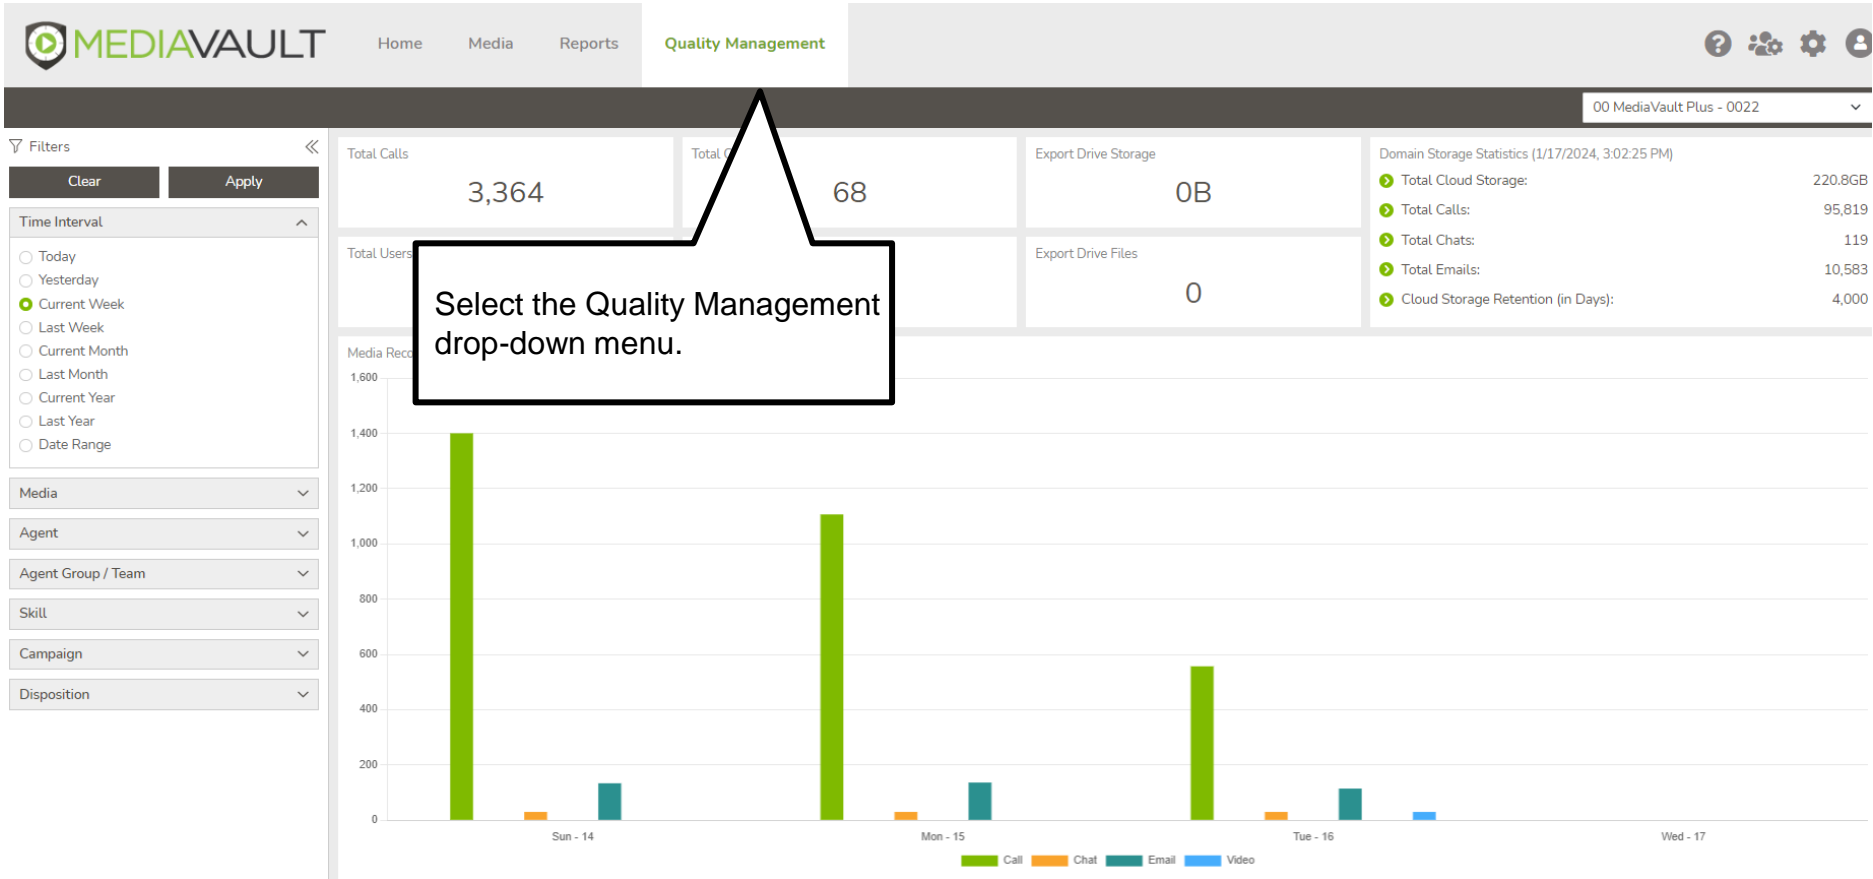 MEDIAVAULT
Home Media Reports Quality Management
00 MediaVault Plus - 0022
Filters
Clear Apply
Time Interval
Today
Yesterday
Current Week
Last Week
Current Month
Last Month
Current Year
Last Year
Date Range
Media
Agent
Agent Group / Team
Skill
Campaign
Disposition
Total Calls
3,364
Total
68
Export Drive Storage
0B
Total Users
Export Drive Files
0
Domain Storage Statistics (1/17/2024, 3:02:25 PM)
Total Cloud Storage: 220.8GB
Total Calls: 95,819
Total Chats: 119
Total Emails: 10,583
Cloud Storage Retention (in Days): 4,000
Select the Quality Management
drop-down menu.
Media
1,600
1,400
1,200
1,000
800
600
400
200
0
Sun - 14 Mon - 15 Tue - 16 Wed - 17
Call Chat Email Video